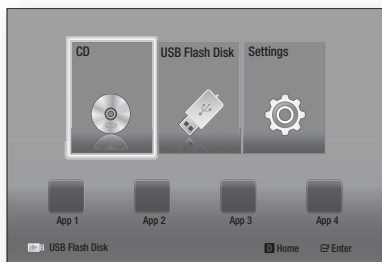 CD USB Flash Disk Settings
App 1 App 2 App 3 App 4
USB Flash Disk D Home Enter